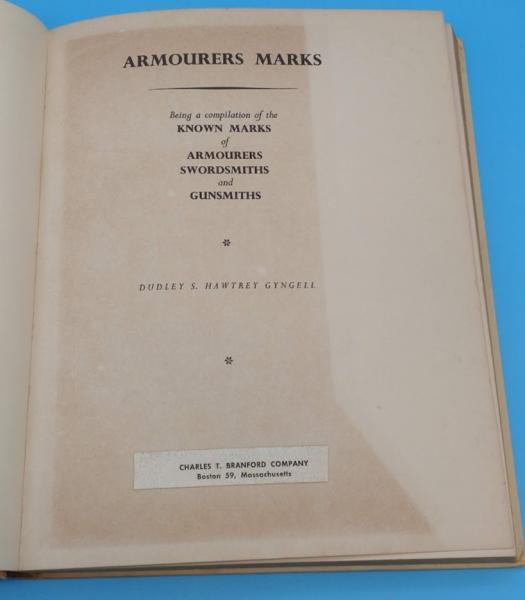 ARMOURERS MARKS
Being a compilation of the
KNOWN MARKS
of
ARMOURERS
SWORDSMITHS
and
GUNSMITHS
DUDLEY S. HAWTREY GYNGELL
CHARLES T. BRANFORD COMPANY
Boston 59, Massachusetts